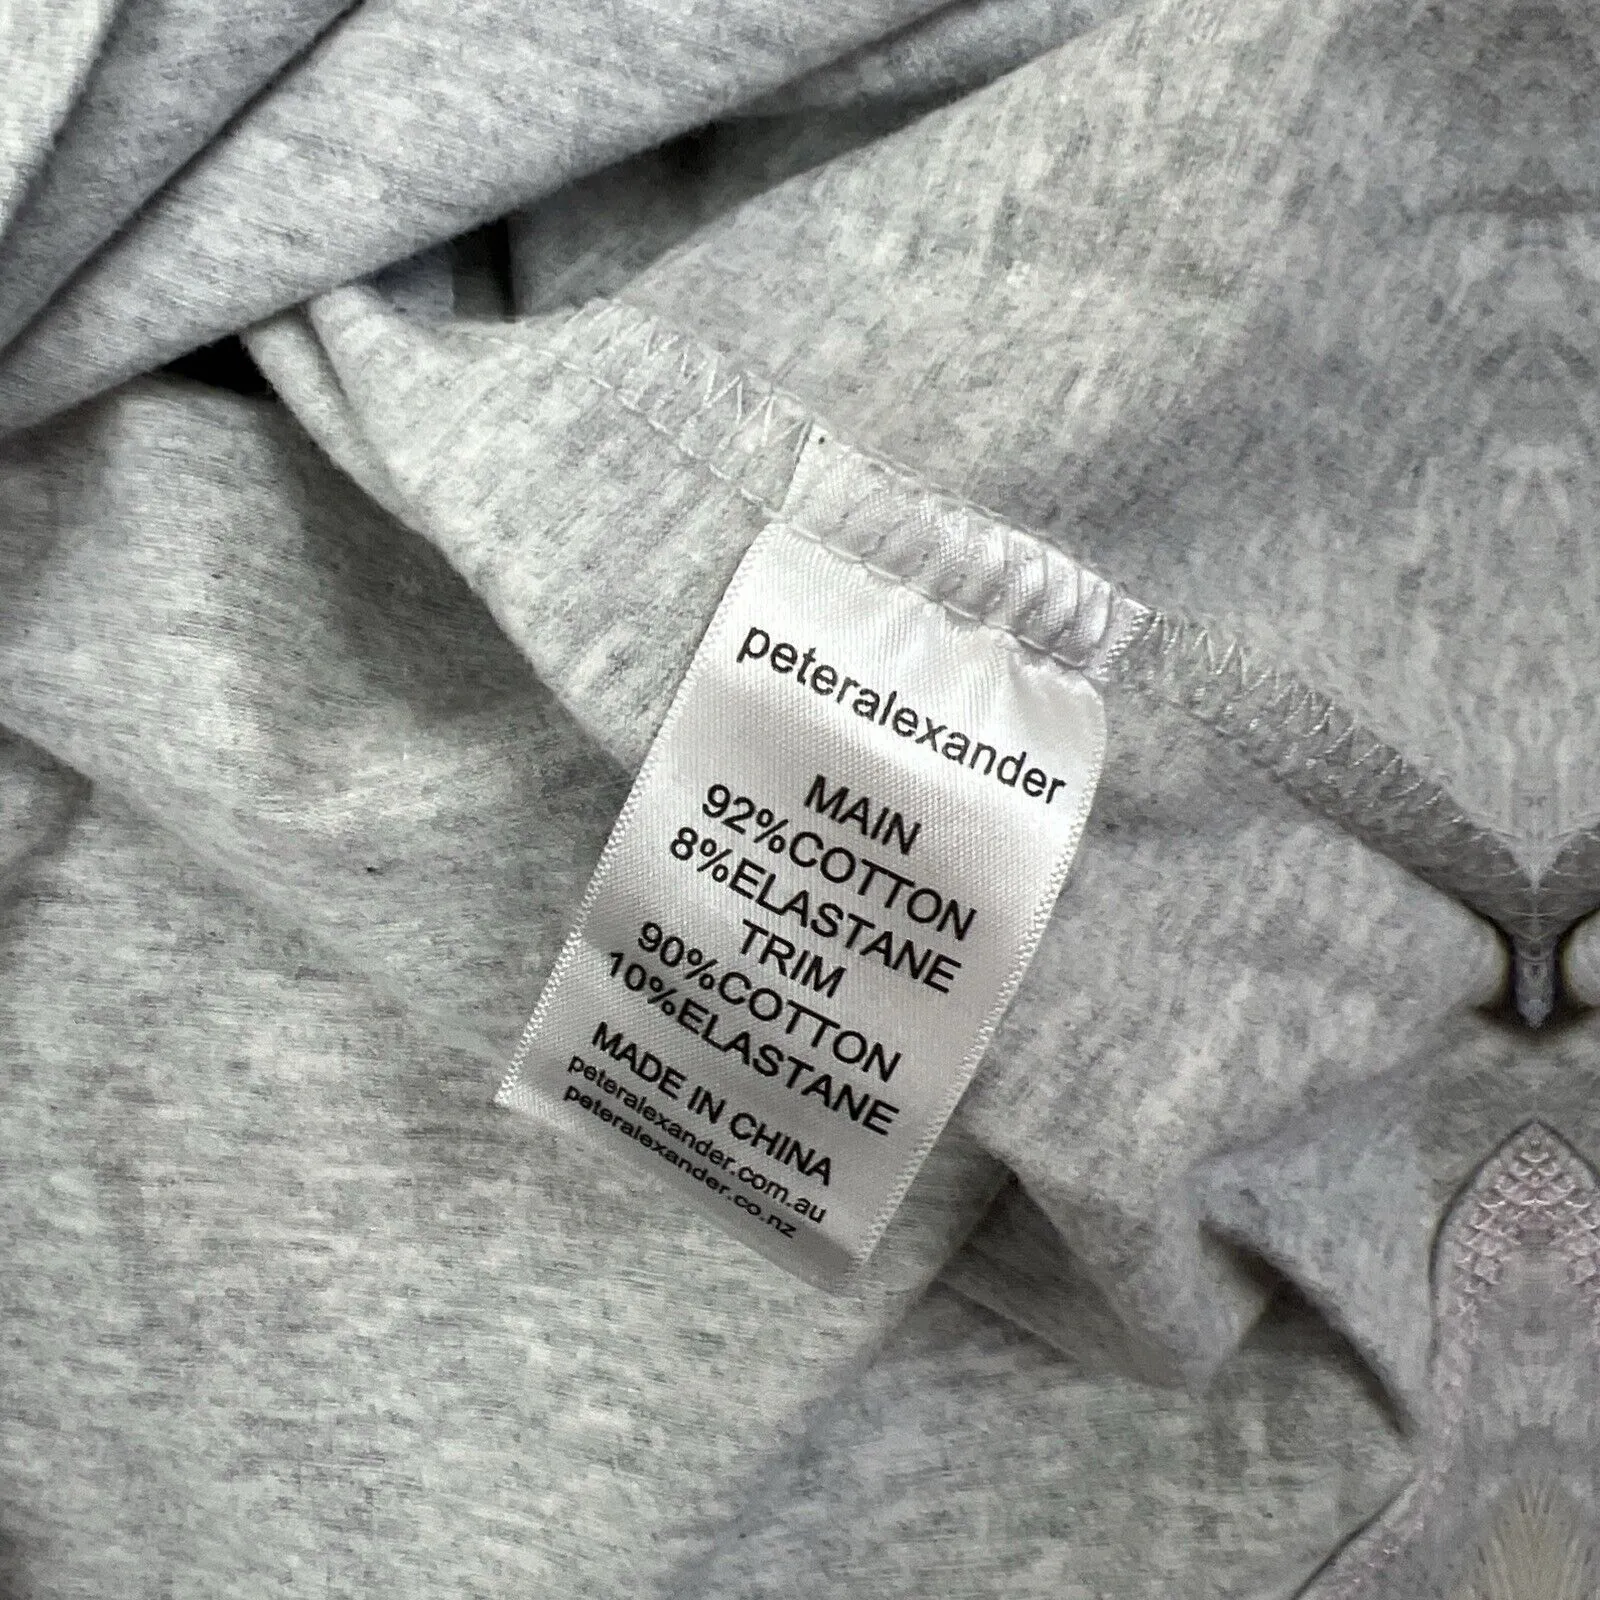 peteralexander
MAIN
92%COTTON
8%ELASTANE
TRIM
90%COTTON
10%ELASTANE
MADE IN CHINA
peteralexander.com.au
peteralexander.co.nz